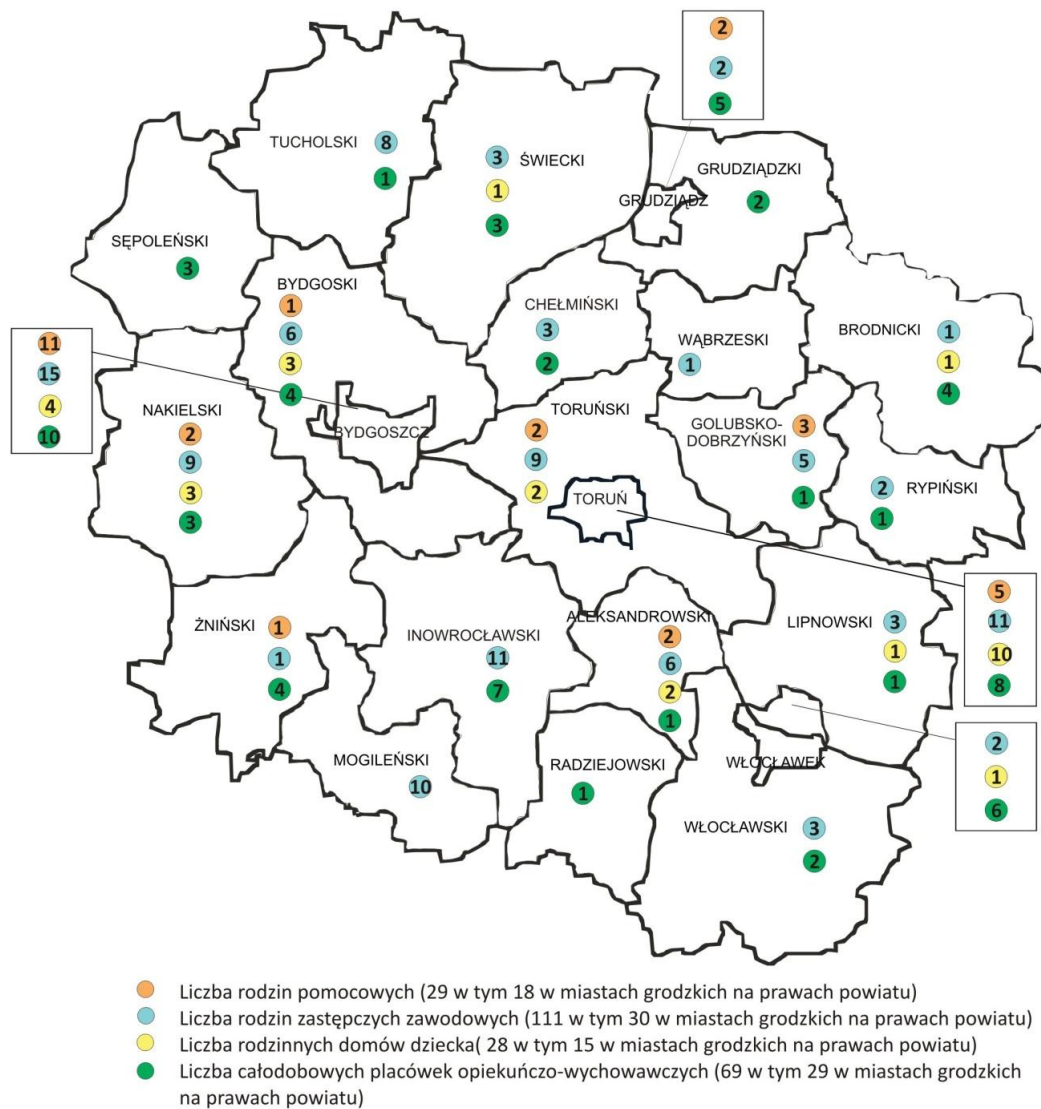 2
2
5
TUCHOLSKI
8
1
3
ŚWIECKI
1
3
GRUDZIĄDZKI
GRUDZIĄDZ
2
SĘPOLEŃSKI
3
BYDGOSKI
1
6
3
4
CHEŁMIŃSKI
3
2
WĄBRZESKI
1
BRODNICKI
1
1
4
11
15
4
10
NAKIELSKI
2
9
3
3
BYDGOSZCZ
TORUŃSKI
2
9
2
GOLUBSKO-
DOBRZYŃSKI
3
5
1
RYPIŃSKI
2
1
TORUŃ
5
11
10
8
ŻNIŃSKI
1
1
4
INOWROCŁAWSKI
11
7
ALEKSANDROWSKI
2
6
2
1
LIPNOWSKI
3
1
1
2
1
6
MOGILEŃSKI
10
RADZIEJOWSKI
1
WŁOCŁAWEK
WŁOCŁAWSKI
3
2
Liczba rodzin pomocowych (29 w tym 18 w miastach grodzkich na prawach powiatu)
Liczba rodzin zastępczych zawodowych (111 w tym 30 w miastach grodzkich na prawach powiatu)
Liczba rodzinnych domów dziecka( 28 w tym 15 w miastach grodzkich na prawach powiatu)
Liczba całodobowych placówek opiekuńczo-wychowawczych (69 w tym 29 w miastach grodzkich
na prawach powiatu)